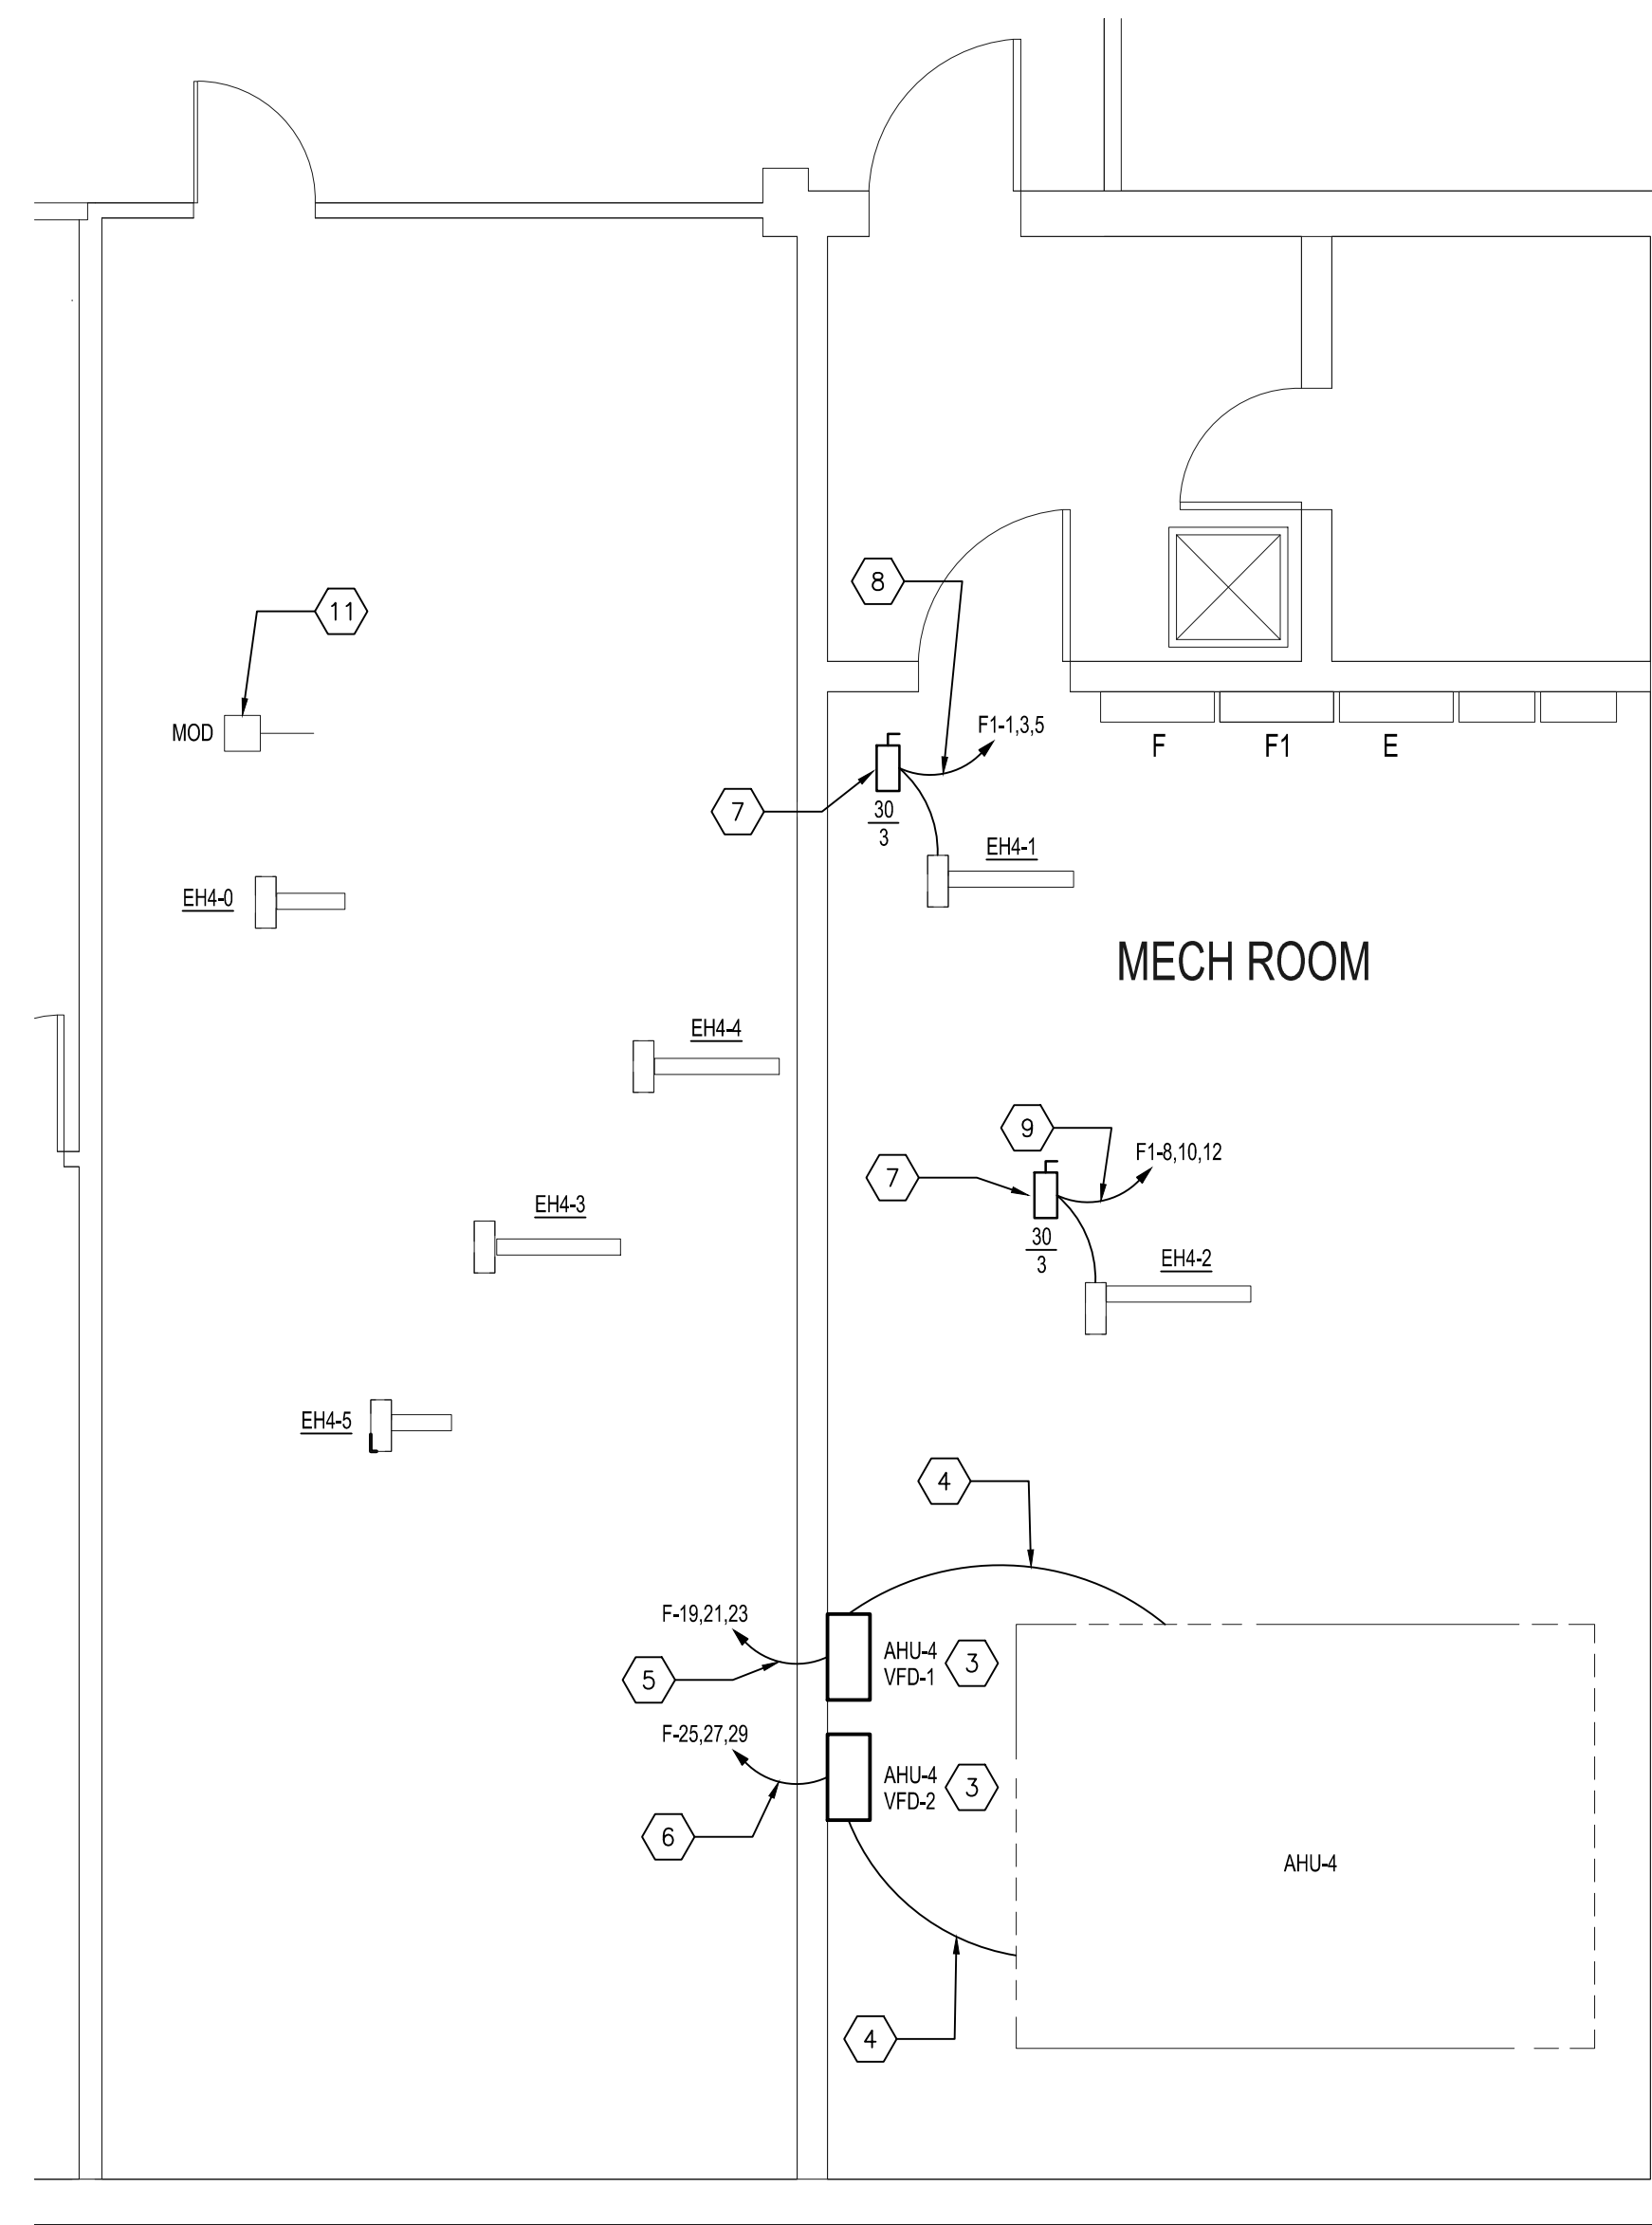 8
11
F1-1,3,5
MOD
F
F1
E
7
30
3
EH4-1
EH4-0
MECH ROOM
EH4-4
9
F1-8,10,12
7
EH4-3
30
3
EH4-2
EH4-5
4
F-19,21,23
AHU-4
VFD-1
3
5
F-25,27,29
AHU-4
VFD-2
3
6
AHU-4
4